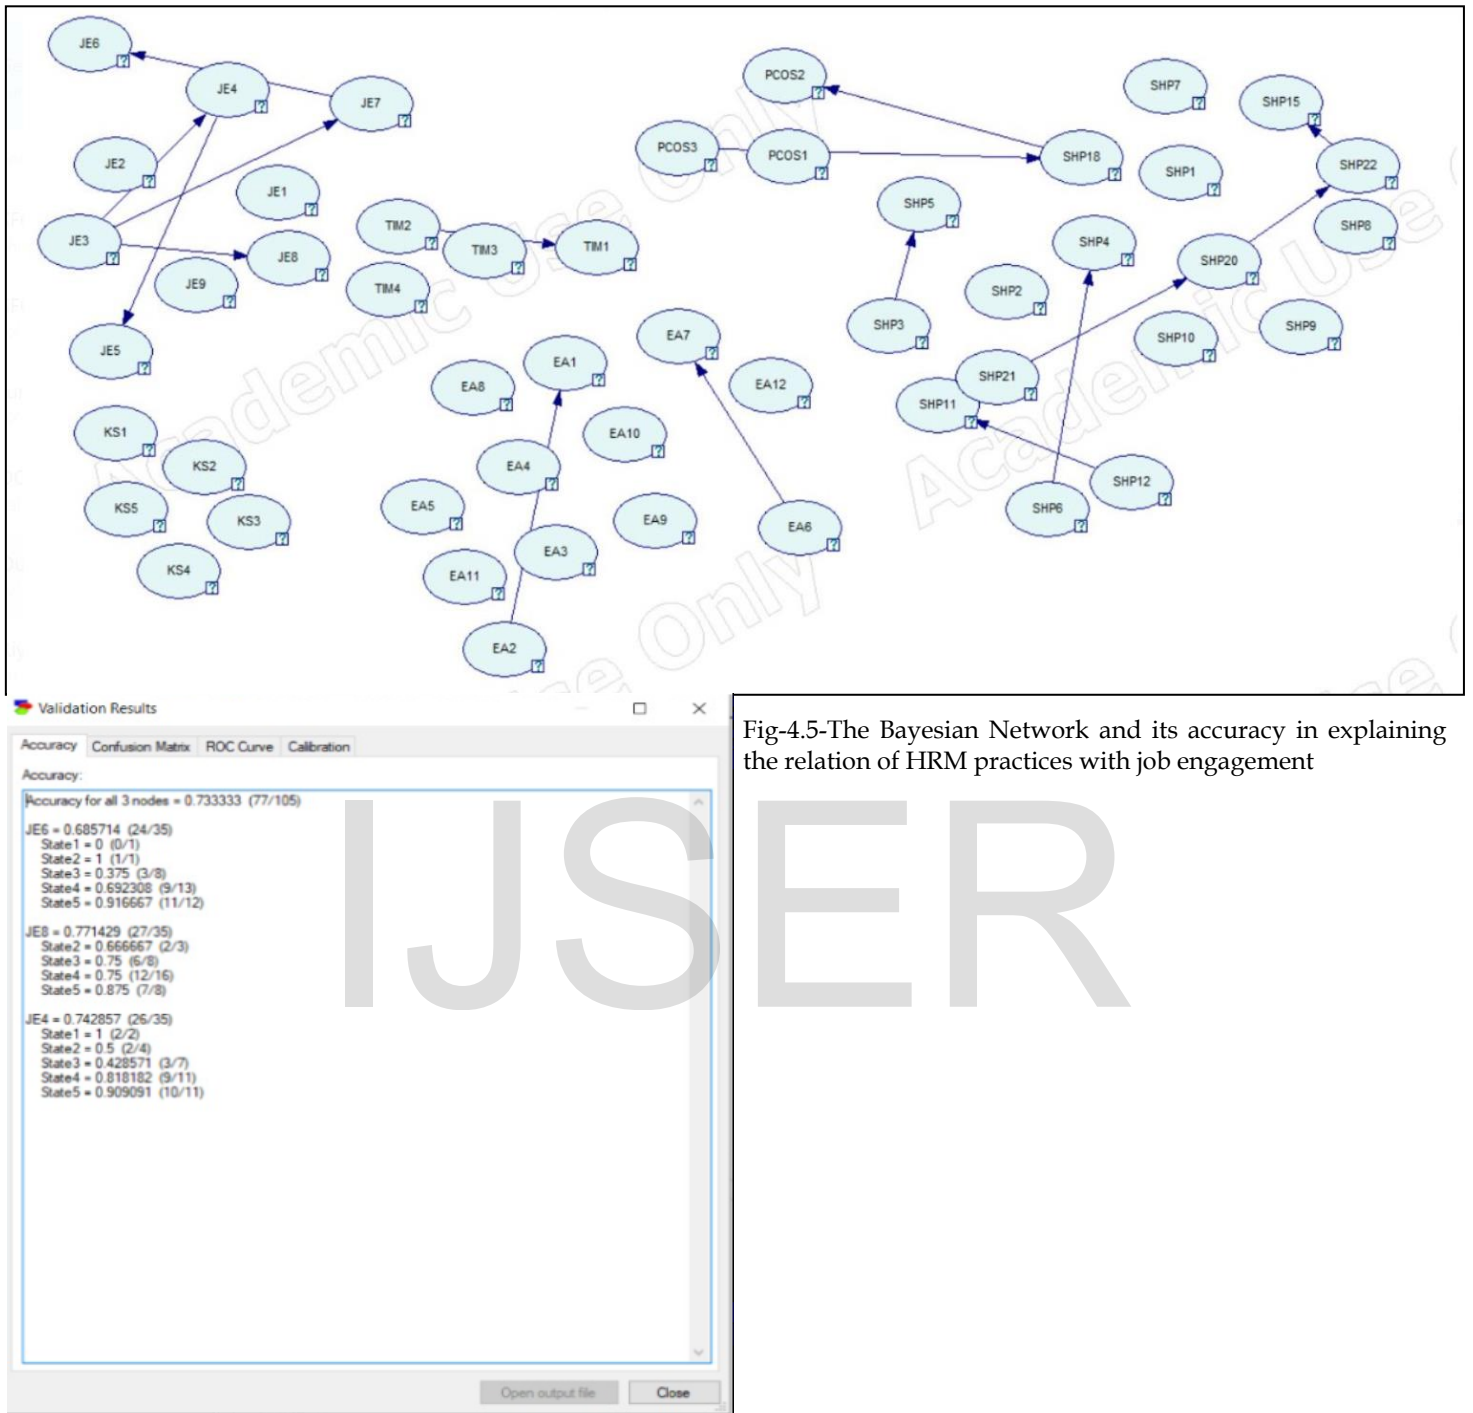 JE6
JE4
JE7
PCOS2
SHP7
SHP15
JE2
PCOS3
PCOS1
SHP18
SHP1
SHP22
JE1
JE3
JE8
JE9
TIM2
TIM3
TIM1
TIM4
SHP5
SHP4
SHP8
SHP20
SHP2
SHP3
SHP10
SHP9
JE5
EA7
EA1
EA8
EA12
SHP21
SHP11
KS1
KS2
EA10
EA4
SHP12
KS5
KS3
EA5
EA9
EA6
SHP6
KS4
EA11
EA3
EA2
Academic Use Only
Academic Use
Use Only
Validation Results
Accuracy Confusion Matrix ROC Curve Calibration
Accuracy:
Accuracy for all 3 nodes = 0.733333 (77/105)
JE6 = 0.685714 (24/35)
State1 = 0 (0/1)
State2 = 1 (1/1)
State3 = 0.375 (3/8)
State4 = 0.692308 (9/13)
State5 = 0.916667 (11/12)
JE8 = 0.771429 (27/35)
State2 = 0.666667 (2/3)
State3 = 0.75 (6/8)
State4 = 0.75 (12/16)
State5 = 0.875 (7/8)
JE4 = 0.742857 (26/35)
State1 = 1 (2/2)
State2 = 0.5 (2/4)
State3 = 0.428571 (3/7)
State4 = 0.818182 (9/11)
State5 = 0.909091 (10/11)
Open output file Close
Fig-4.5-The Bayesian Network and its accuracy in explaining
the relation of HRM practices with job engagement
IJSER